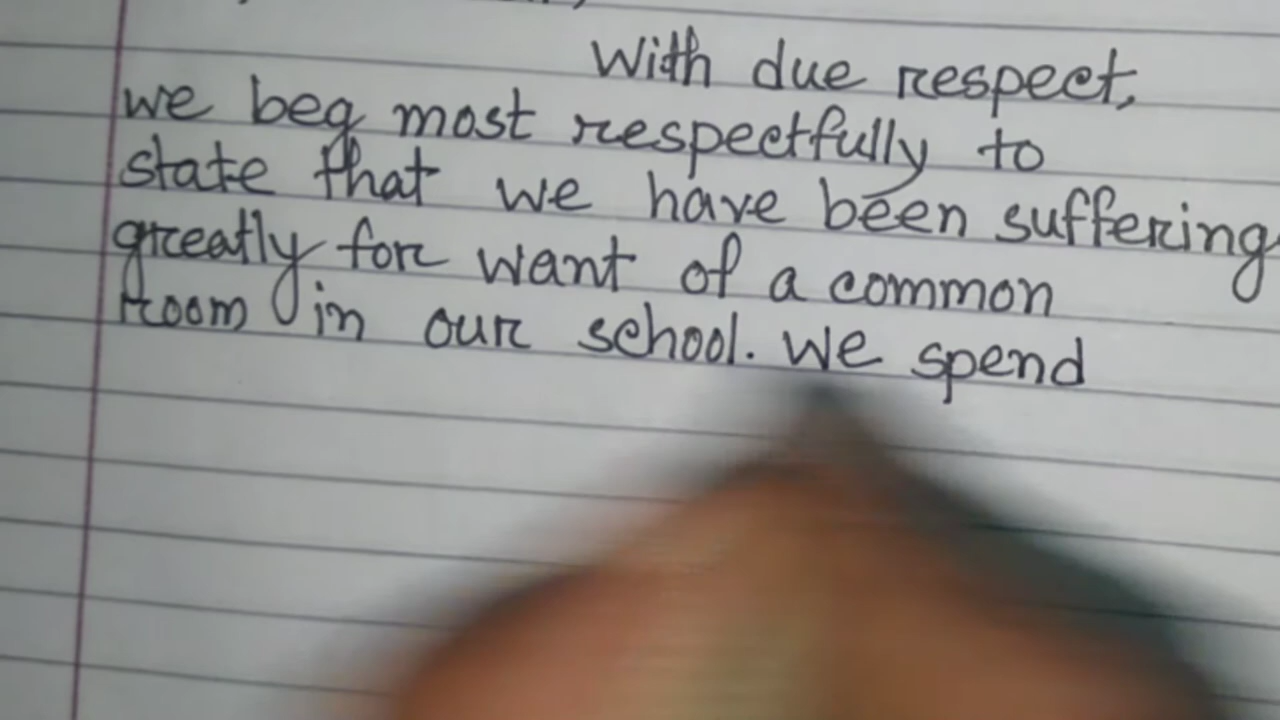 With due respect,
we beg most respectfully to
state that we have been suffering
greatly for want of a common
room in our school. We spend